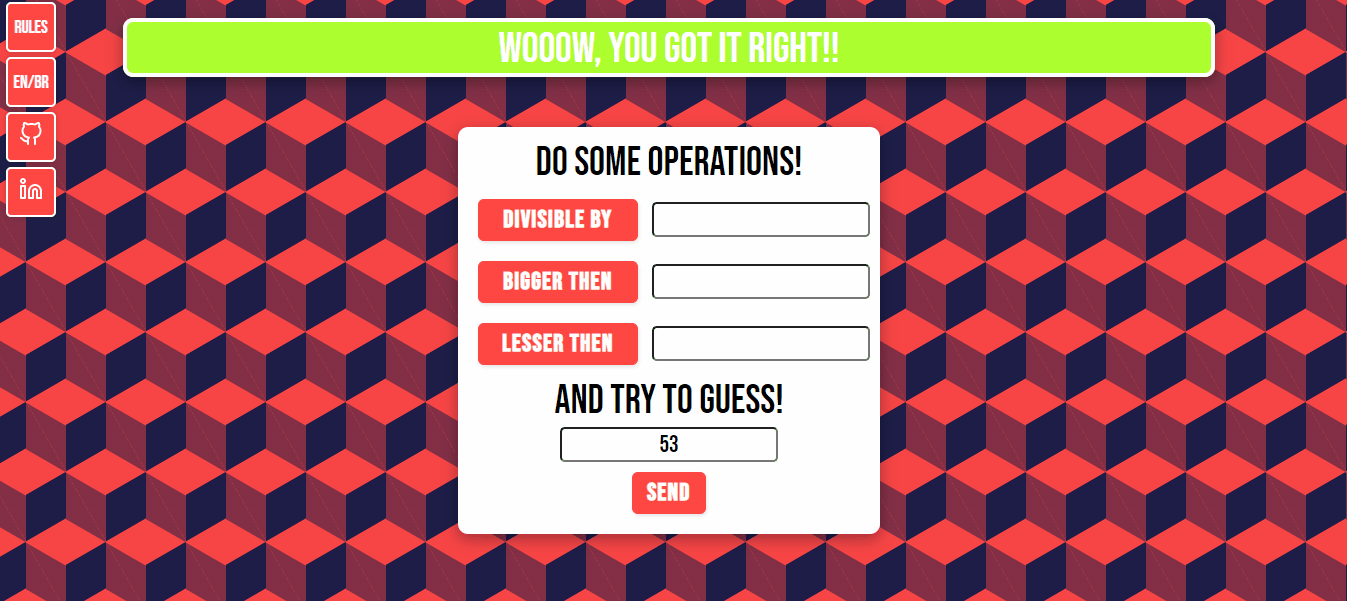 RULES
EN/BR
WOOOW, YOU GOT IT RIGHT!!
DO SOME OPERATIONS!
DIVISIBLE BY
BIGGER THEN
LESSER THEN
AND TRY TO GUESS!
53
SEND